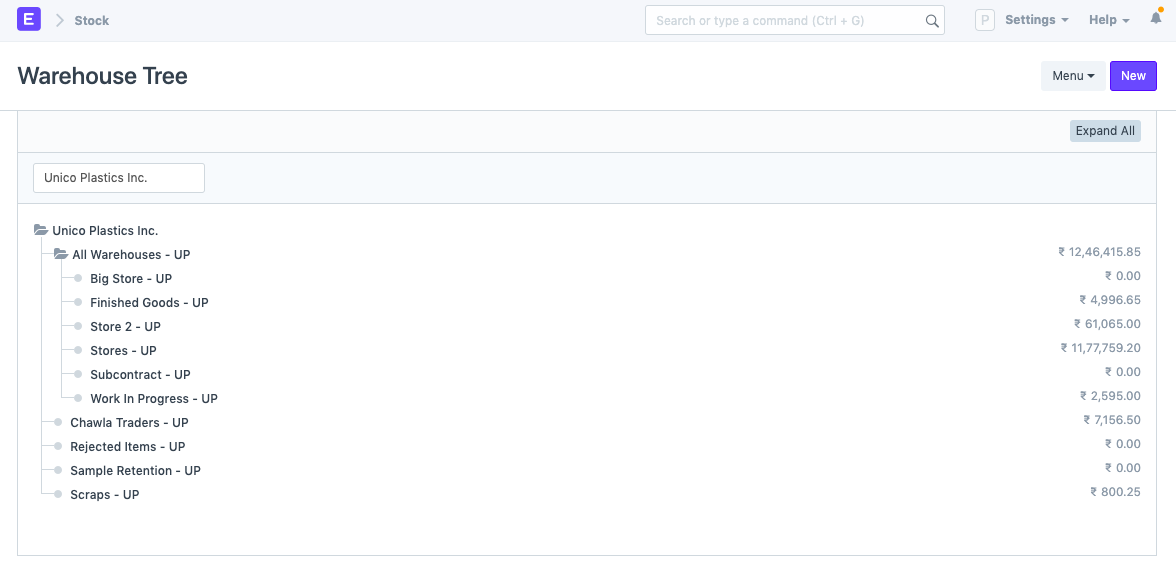 E Stock Search or type a command (Ctrl + G) P Settings Help
Warehouse Tree Menu New
Expand All
Unico Plastics Inc.
Unico Plastics Inc.
All Warehouses - UP ₹ 12,46,415.85
Big Store - UP ₹ 0.00
Finished Goods - UP ₹ 4,996.65
Store 2 - UP ₹ 61,065.00
Stores - UP ₹ 11,77,759.20
Subcontract - UP ₹ 0.00
Work In Progress - UP ₹ 2,595.00
Chawla Traders - UP ₹ 7,156.50
Rejected Items - UP ₹ 0.00
Sample Retention - UP ₹ 0.00
Scraps - UP ₹ 800.25